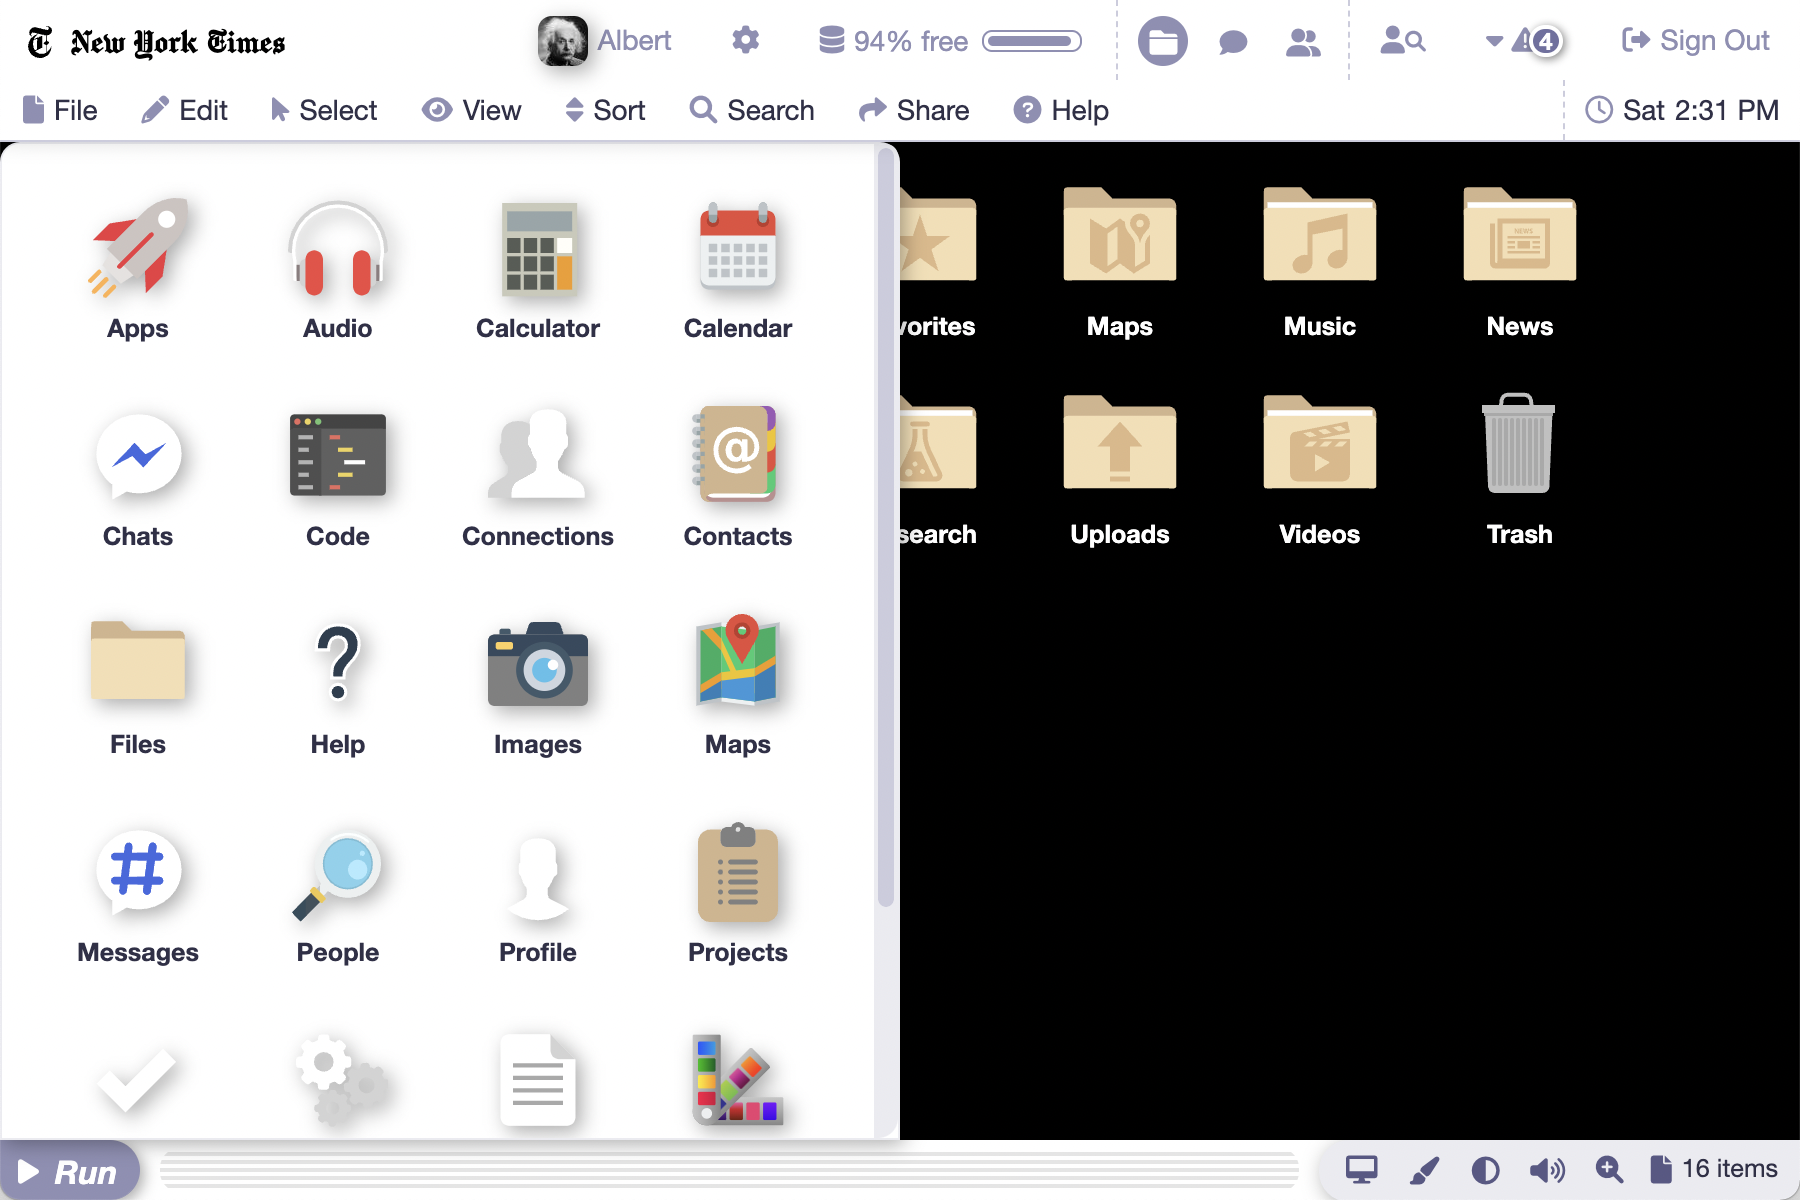 New York Times Albert 94% free 4 Sign Out
File Edit Select View Sort Search Share Help Sat 2:31 PM
Apps Audio Calculator Calendar vorites Maps Music News
NEWS
Chats Code Connections Contacts search Uploads Videos Trash
Files Help Images Maps
Messages People Profile Projects
Run 16 items